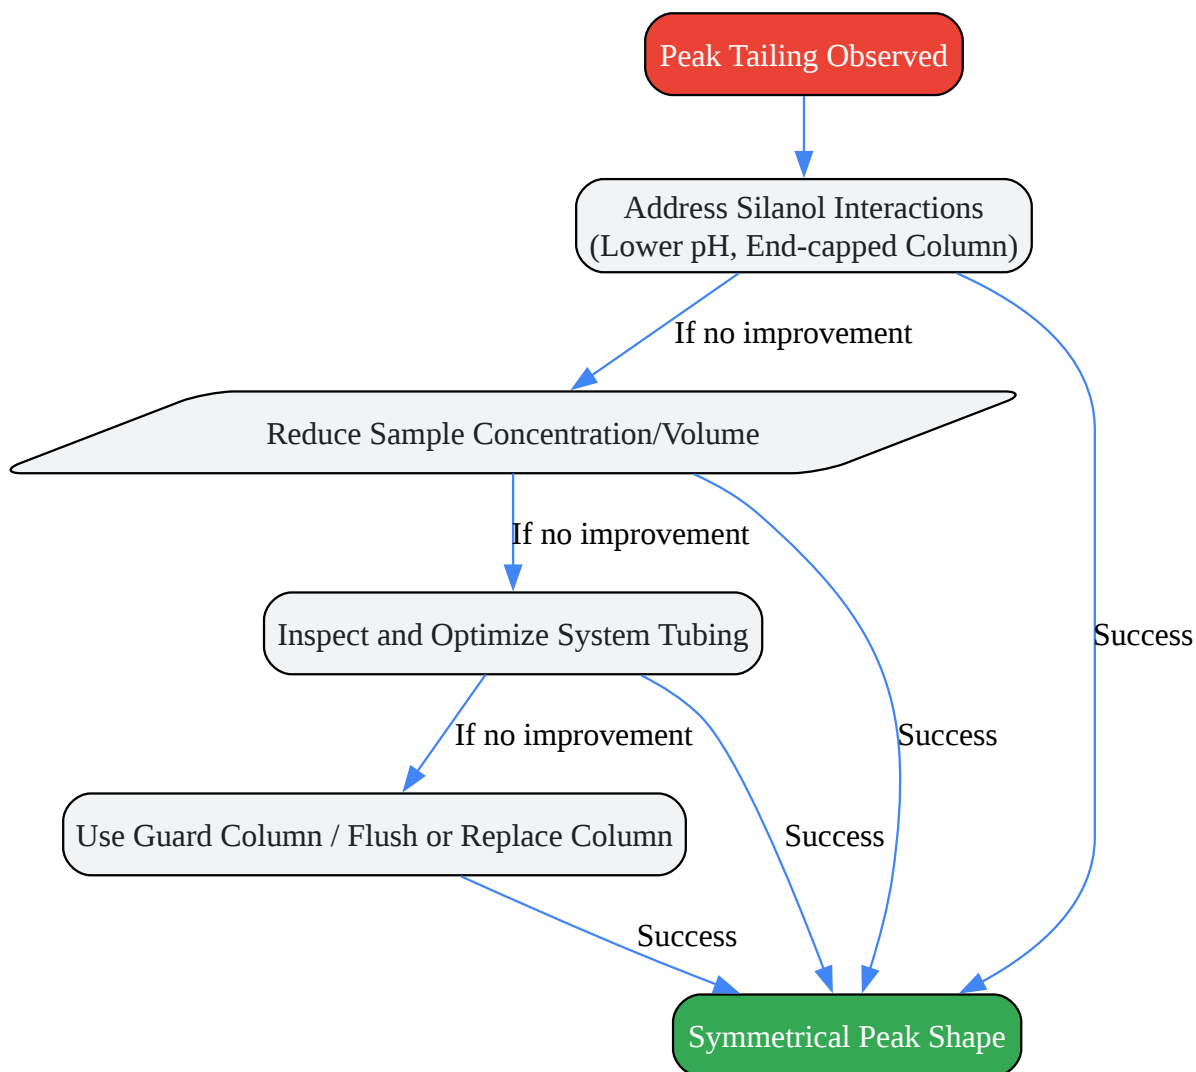 Peak Tailing Observed
Address Silanol Interactions
(Lower pH, End-capped Column)
If no improvement
Reduce Sample Concentration/Volume
If no improvement
Inspect and Optimize System Tubing
Success
If no improvement
Success
Use Guard Column / Flush or Replace Column
Success
Success
Symmetrical Peak Shape